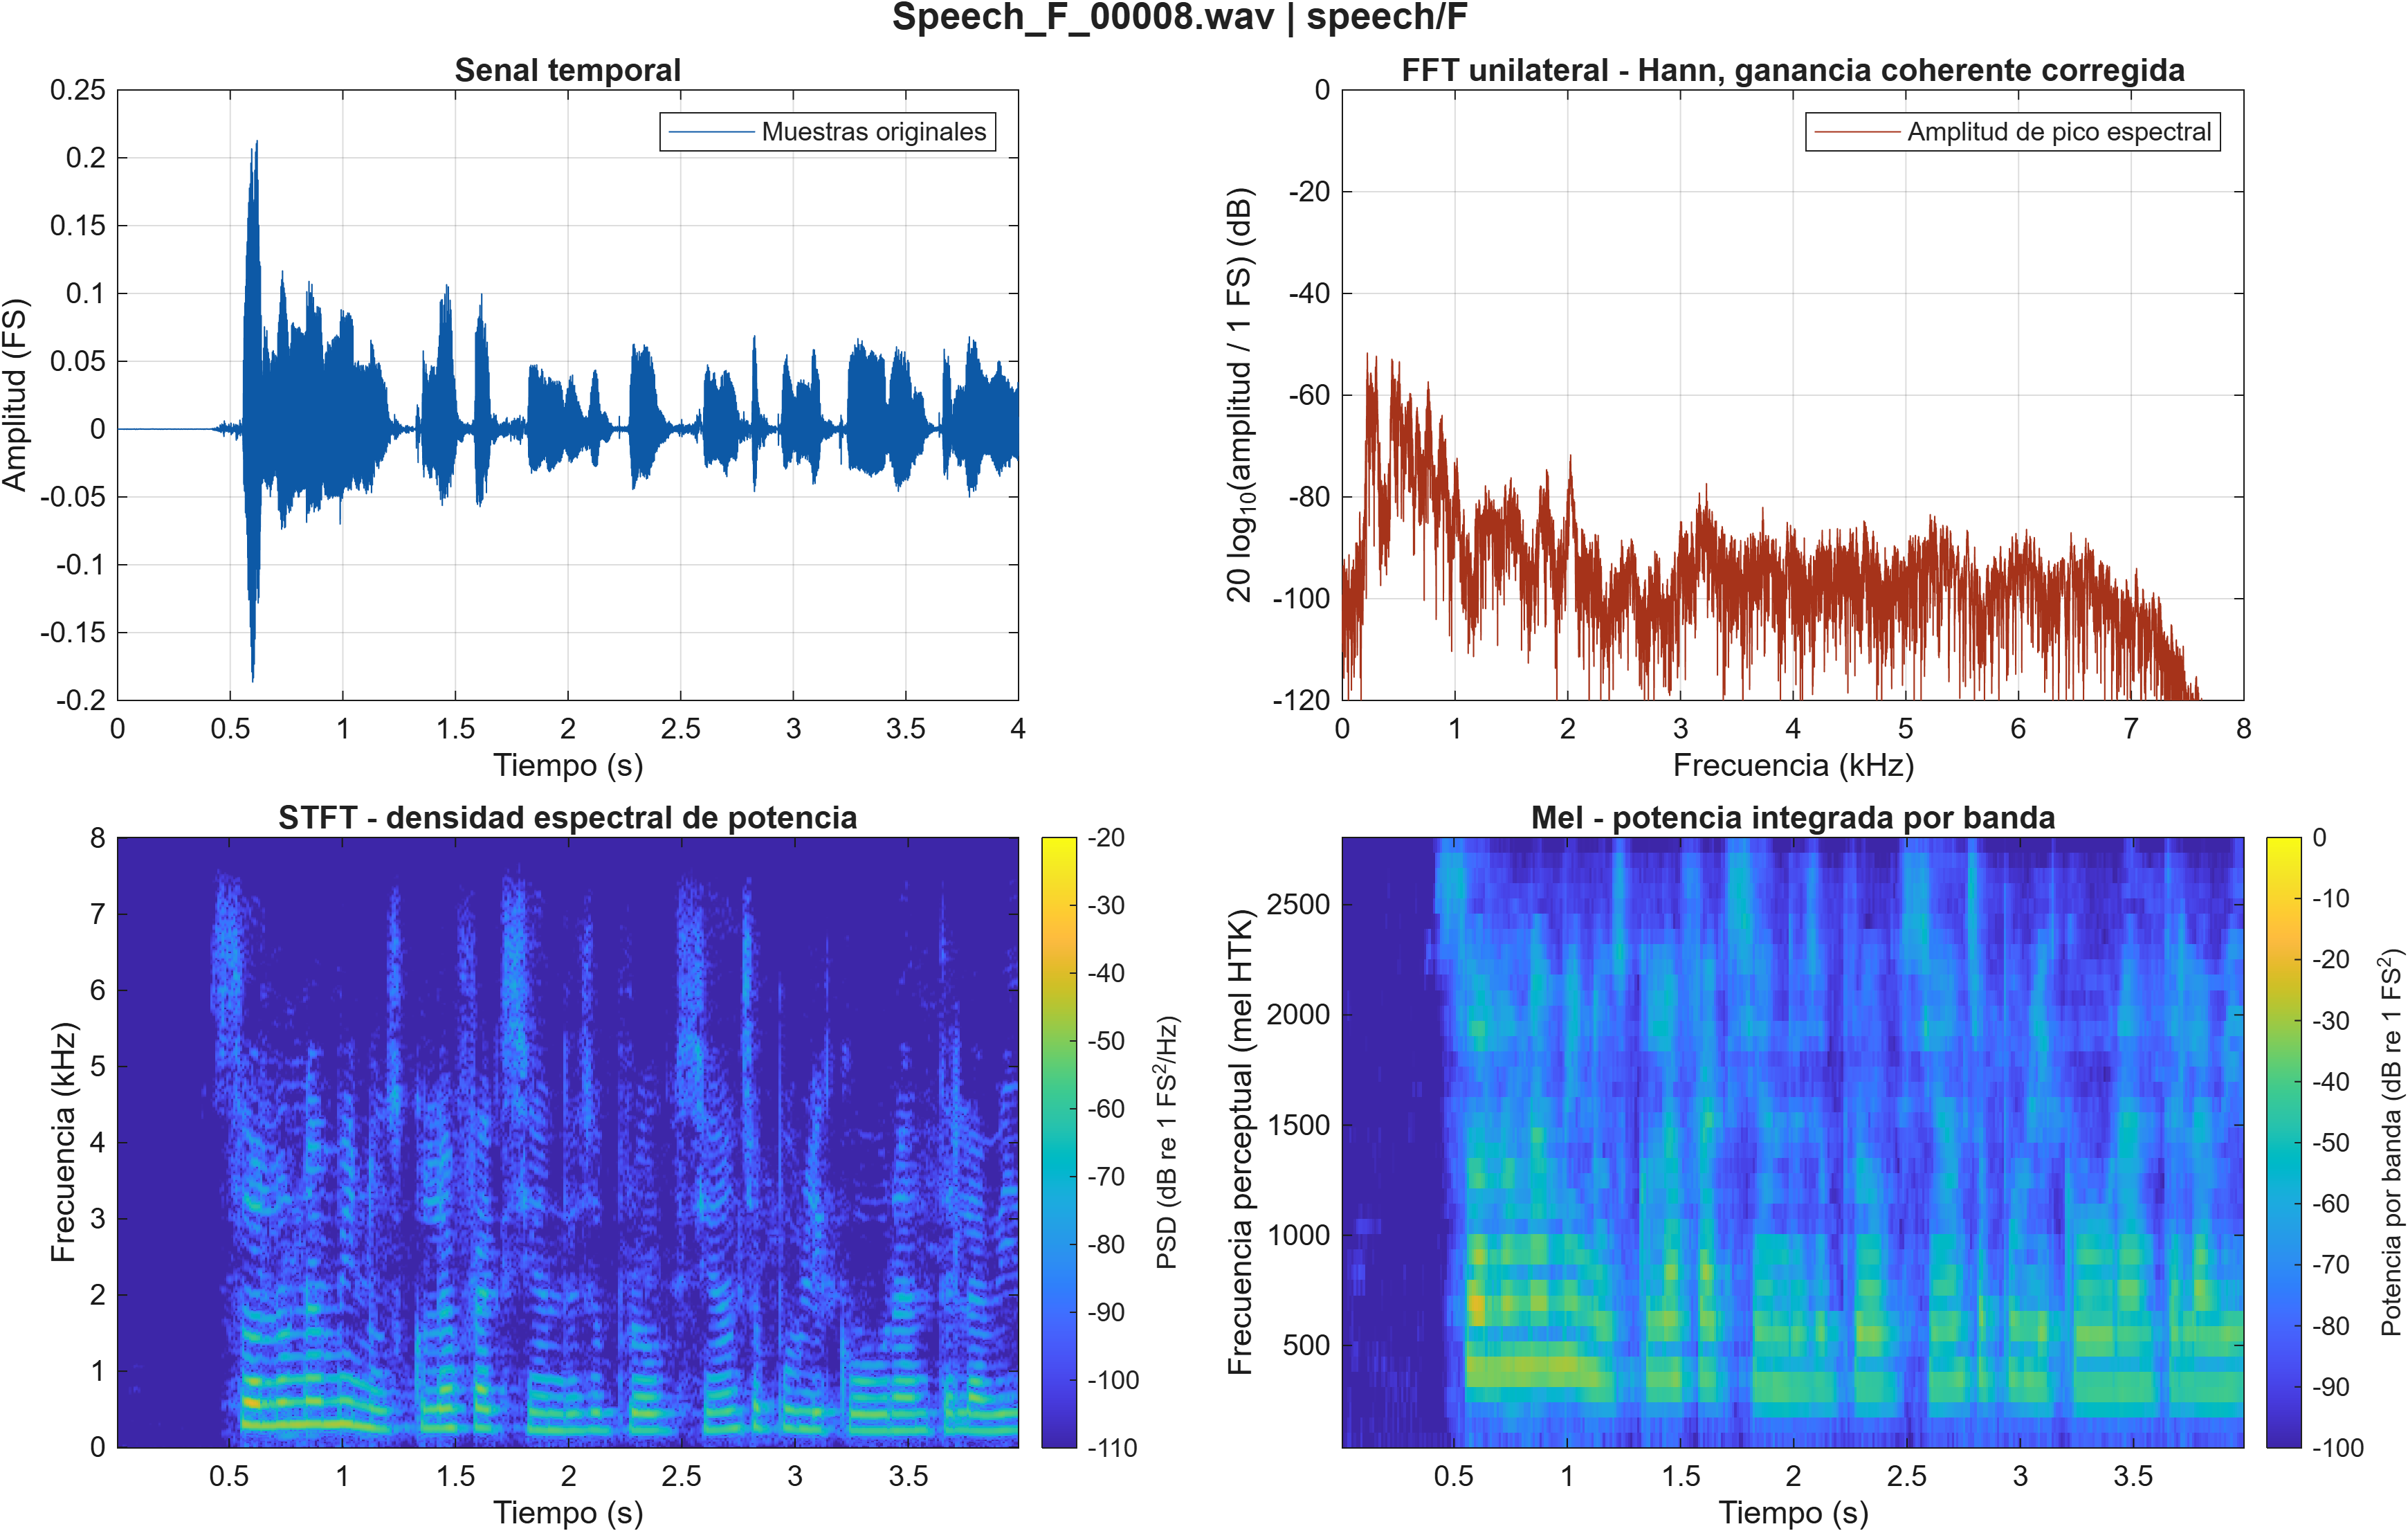 Speech_F_00008.wav | speech/F
Senal temporal
Amplitud (FS)
0.25
0.2
0.15
0.1
0.05
0
-0.05
-0.1
-0.15
-0.2
Muestras originales
0 0.5 1 1.5 2 2.5 3 3.5 4
Tiempo (s)
FFT unilateral - Hann, ganancia coherente corregida
20 log10(amplitud / 1 FS) (dB)
0
-20
-40
-60
-80
-100
-120
Amplitud de pico espectral
0 1 2 3 4 5 6 7 8
Frecuencia (kHz)
STFT - densidad espectral de potencia
Frecuencia (kHz)
8
7
6
5
4
3
2
1
0
0.5 1 1.5 2 2.5 3 3.5
Tiempo (s)
-20
-30
-40
-50
-60
-70
-80
-90
-100
-110
PSD (dB re 1 FS²/Hz)
Mel - potencia integrada por banda
Frecuencia perceptual (mel HTK)
2500
2000
1500
1000
500
0.5 1 1.5 2 2.5 3 3.5
Tiempo (s)
0
-10
-20
-30
-40
-50
-60
-70
-80
-90
-100
Potencia por banda (dB re 1 FS²)